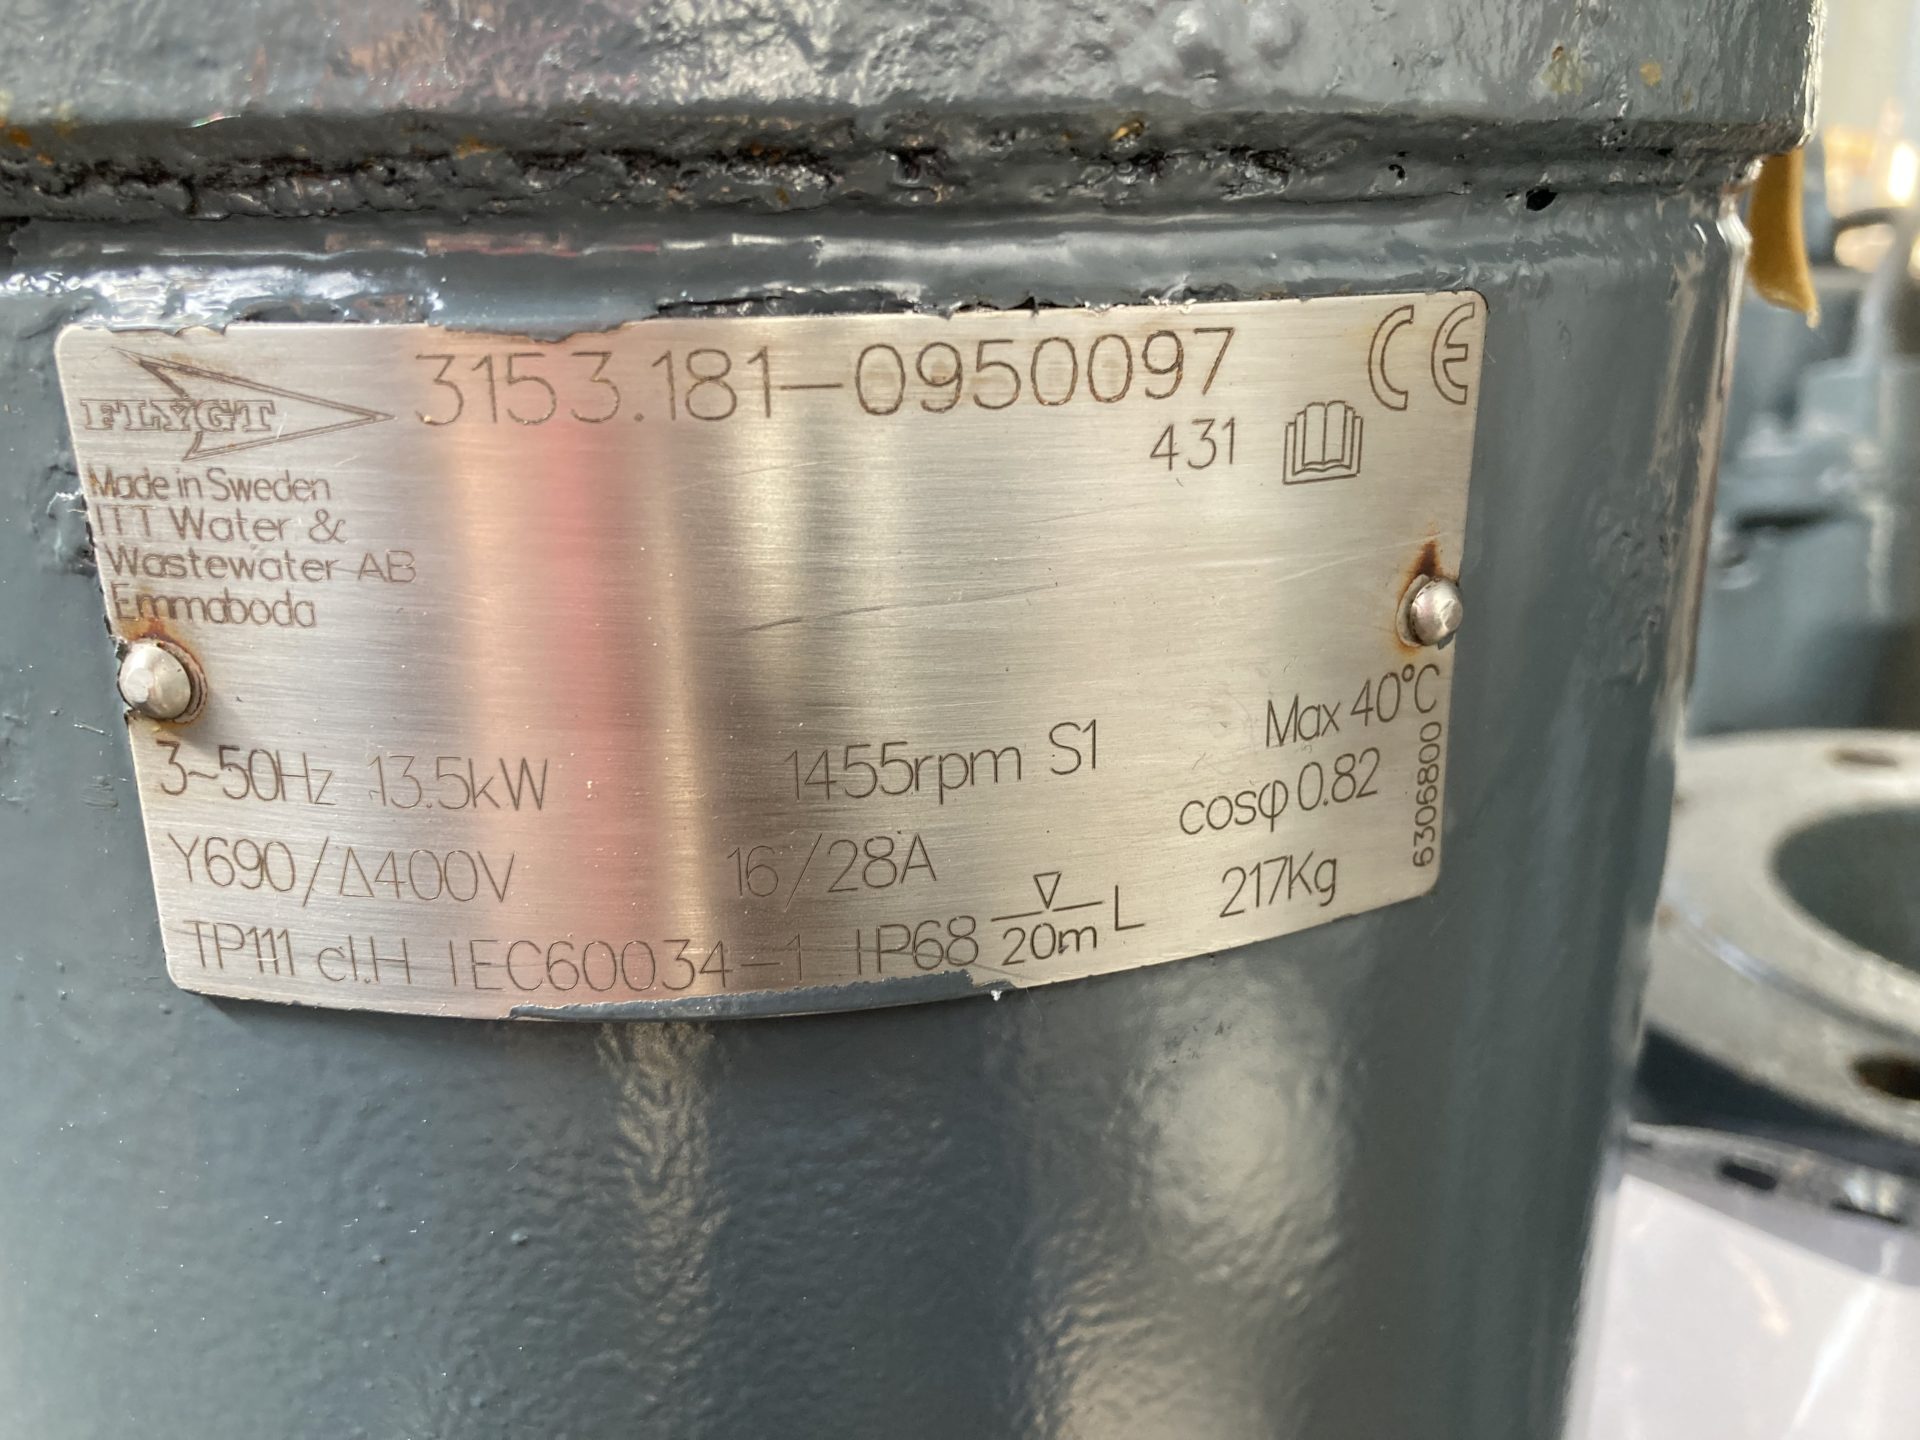 FLYGT
3153.181-0950097
CE
431
Made in Sweden
ITT Water &
Wastewater AB
Emmaboda
Max 40°C
3~50Hz 13.5kW 1455rpm S1
cosφ 0.82
Y690/Δ400V 16/28A
217Kg
TP111 cl.H IEC60034-1 IP68 ▽/20m L
6306800